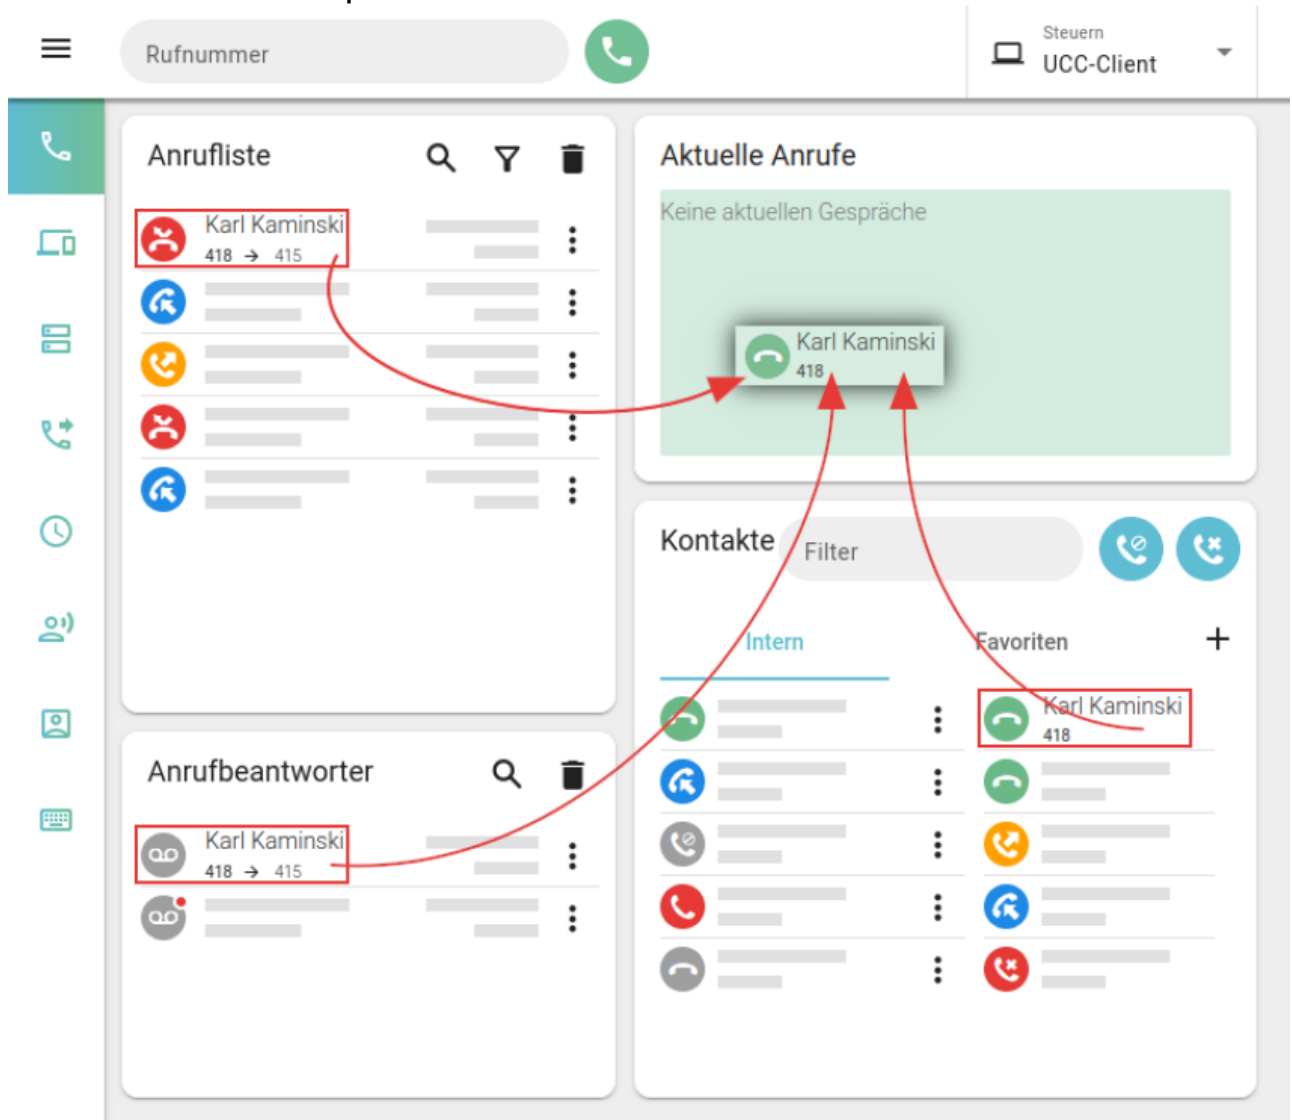 Rufnummer
Steuern
UCC-Client
Anrufliste
Karl Kaminski
418 → 415
Aktuelle Anrufe
Keine aktuellen Gespräche
Karl Kaminski
418
Anrufbeantworter
Karl Kaminski
418 → 415
Kontakte
Filter
Intern
Favoriten
Karl Kaminski
418